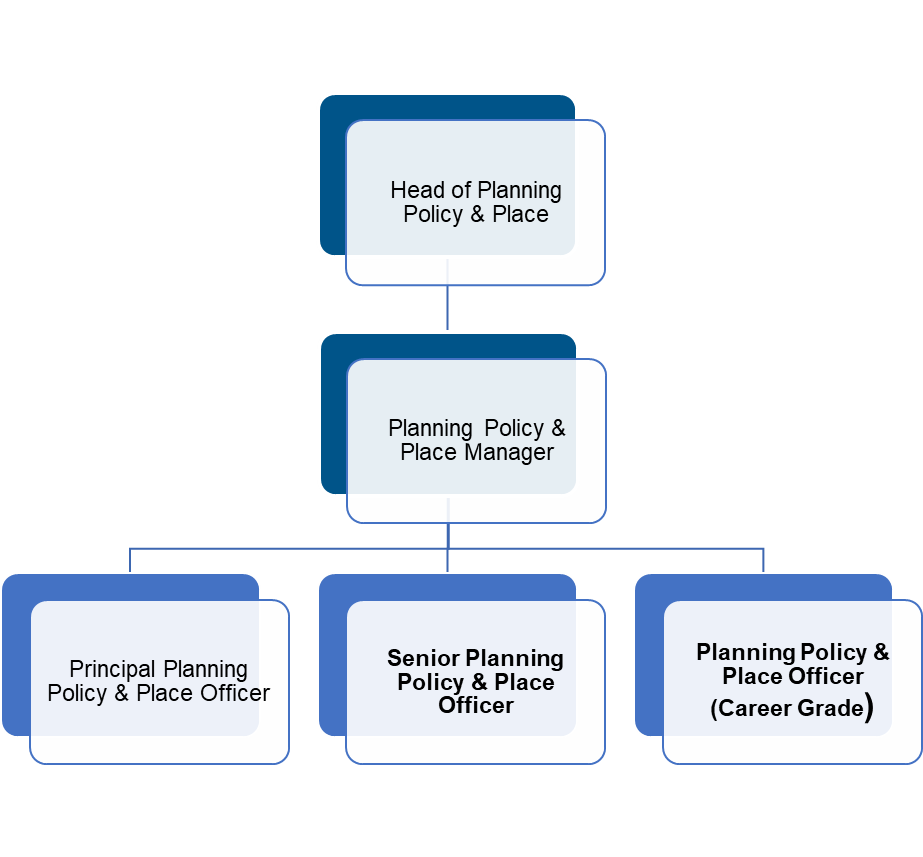 Head of Planning
Policy & Place
Planning  Policy &
Place Manager
Principal Planning
Policy & Place Officer
Senior Planning
Policy & Place
Officer
Planning Policy &
Place Officer
(Career Grade)